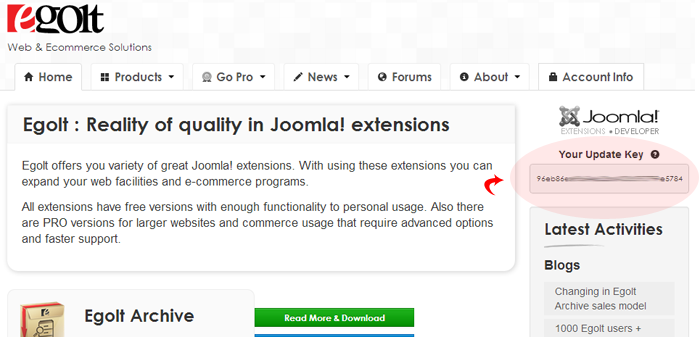 egolt
Web & Ecommerce Solutions
Home Products Go Pro News Forums About Account Info
Egolt : Reality of quality in Joomla! extensions
Egolt offers you variety of great Joomla! extensions. With using these extensions you can
expand your web facilities and e-commerce programs.
All extensions have free versions with enough functionality to personal usage. Also there
are PRO versions for larger websites and commerce usage that require advanced options
and faster support.
Joomla!
EXTENSIONS DEVELOPER
Your Update Key ?
96eb86e e5784
Latest Activities
Blogs
Changing in Egolt
Archive sales model
1000 Egolt users +
Egolt Archive
Read More & Download